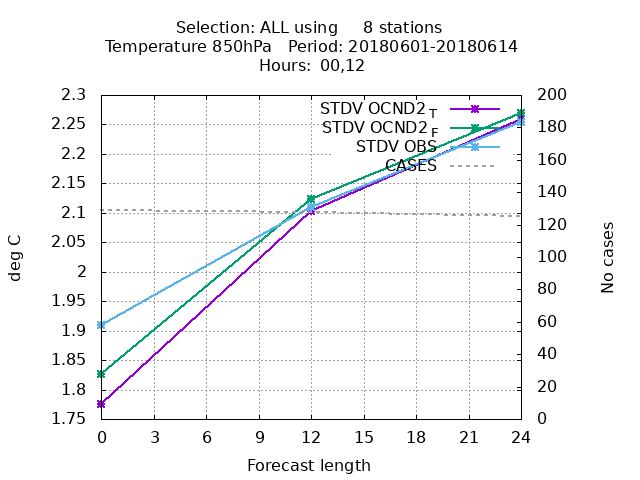 Selection: ALL using     8 stations
Temperature 850hPa   Period: 20180601-20180614
Hours:  00,12
STDV OCND2 T
STDV OCND2 F
STDV OBS
CASES
2.3
2.25
2.2
2.15
2.1
2.05
2
1.95
1.9
1.85
1.8
1.75
deg C
200
180
160
140
120
100
80
60
40
20
0
No cases
0 3 6 9 12 15 18 21 24
Forecast length